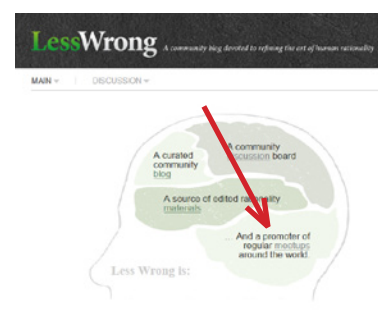 LessWrong A community blog devoted to refining the art of human rationality
MAIN DISCUSSION
A curated
community
blog
A community
discussion board
A source of edited rationality
materials
... And a promoter of
regular meetups
around the world.
Less Wrong is: